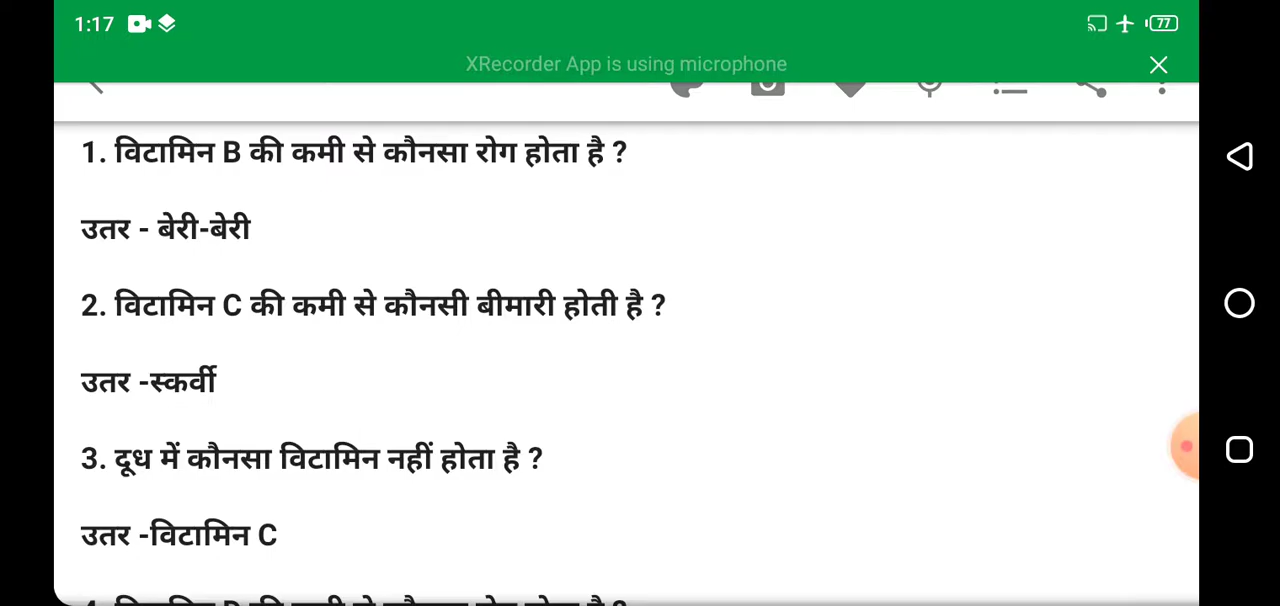 1:17
77
XRecorder App is using microphone
1. विटामिन B की कमी से कौनसा रोग होता है ?
उतर - बेरी-बेरी
2. विटामिन C की कमी से कौनसी बीमारी होती है ?
उतर -स्कर्वी
3. दूध में कौनसा विटामिन नहीं होता है ?
उतर -विटामिन C